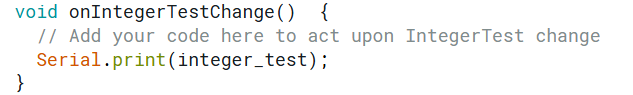 void onIntegerTestChange()  {
  // Add your code here to act upon IntegerTest change
  Serial.print(integer_test);
}